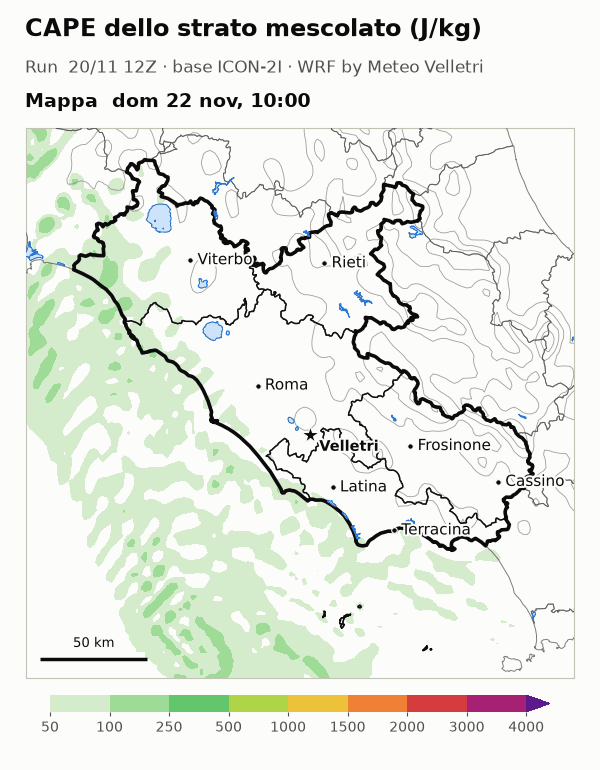 CAPE dello strato mescolato (J/kg)
Run  20/11 12Z · base ICON-2I · WRF by Meteo Velletri
Mappa  dom 22 nov, 10:00
Viterbo
Rieti
Roma
Velletri
Frosinone
Cassino
Latina
Terracina
50 km
50 100 250 500 1000 1500 2000 3000 4000